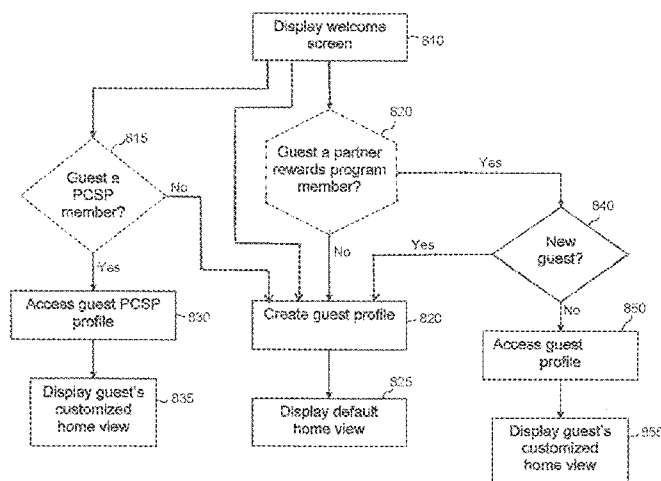 Display welcome
screen
810
815
820
Guest a
PCSP
member?
No
Guest a partner
rewards program
member?
Yes
840
New
guest?
Yes
No
Yes
No
Access guest PCSP
profile
830
Create guest profile
820
850
Access guest
profile
Display guest's
customized
home view
835
825
Display default
home view
Display guest's
customized
home view
855